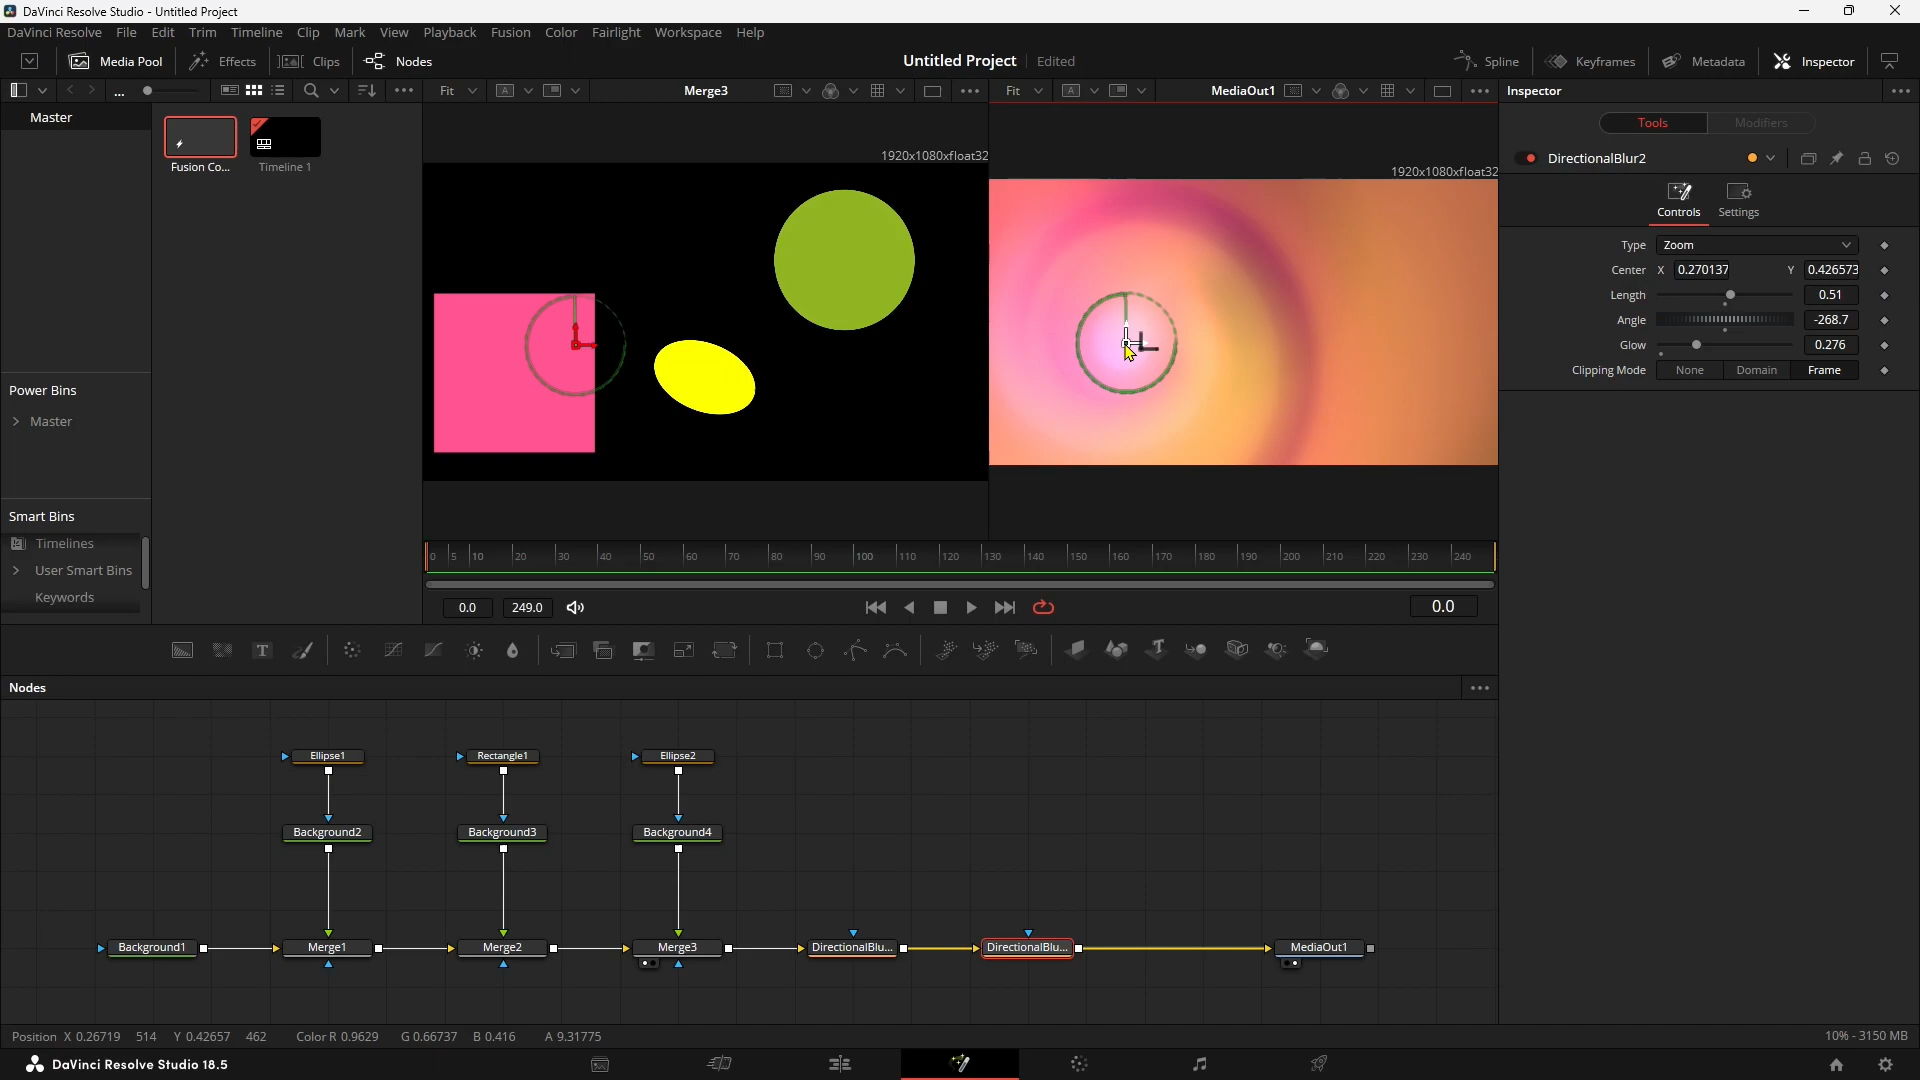 DaVinci Resolve Studio - Untitled Project
DaVinci Resolve File Edit Trim Timeline Clip Mark View Playback Fusion Color Fairlight Workspace Help
Media Pool Effects Clips Nodes Untitled Project Edited Spline Keyframes Metadata Inspector
... Fit A Merge3 Fit A MediaOut1 Inspector
Master
Fusion Co...
Timeline 1
1920x1080xfloat32
1920x1080xfloat32
Tools Modifiers
DirectionalBlur2
Controls Settings
Type Zoom
Center X 0.270137 Y 0.426573
Length 0.51
Angle -268.7
Glow 0.276
Clipping Mode None Domain Frame
Power Bins
Master
Smart Bins
Timelines
User Smart Bins
Keywords
0 5 10 20 30 40 50 60 70 80 90 100 110 120 130 140 150 160 170 180 190 200 210 220 230 240
0.0 249.0 0.0
T T
Nodes
Ellipse1 Rectangle1 Ellipse2
Background2 Background3 Background4
Background1 Merge1 Merge2 Merge3 DirectionalBlu... DirectionalBlu... MediaOut1
Position X 0.26719 514 Y 0.42657 462 Color R 0.9629 G 0.66737 B 0.416 A 9.31775
10% - 3150 MB
DaVinci Resolve Studio 18.5